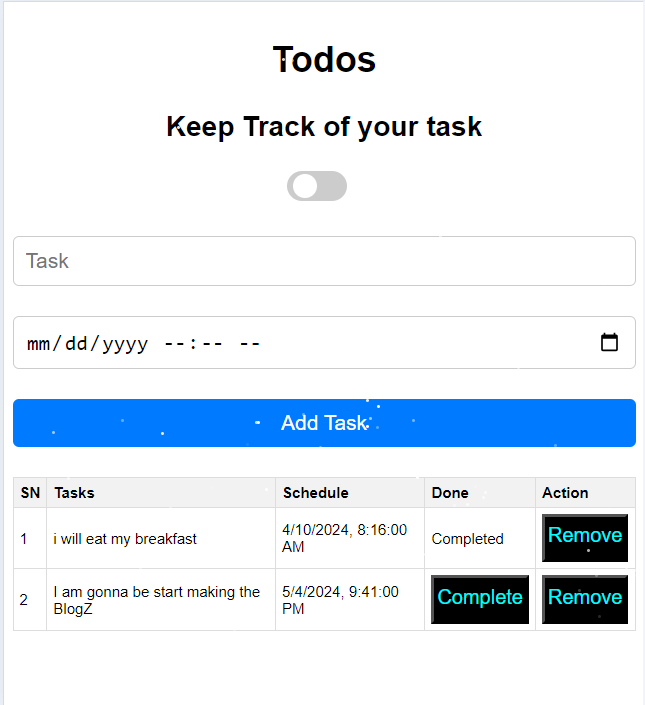 Todos
Keep Track of your task
Task
mm/dd/yyyy --:-- --
Add Task
SN Tasks Schedule Done Action
1 i will eat my breakfast 4/10/2024, 8:16:00 AM Completed Remove
2 I am gonna be start making the BlogZ 5/4/2024, 9:41:00 PM Complete Remove